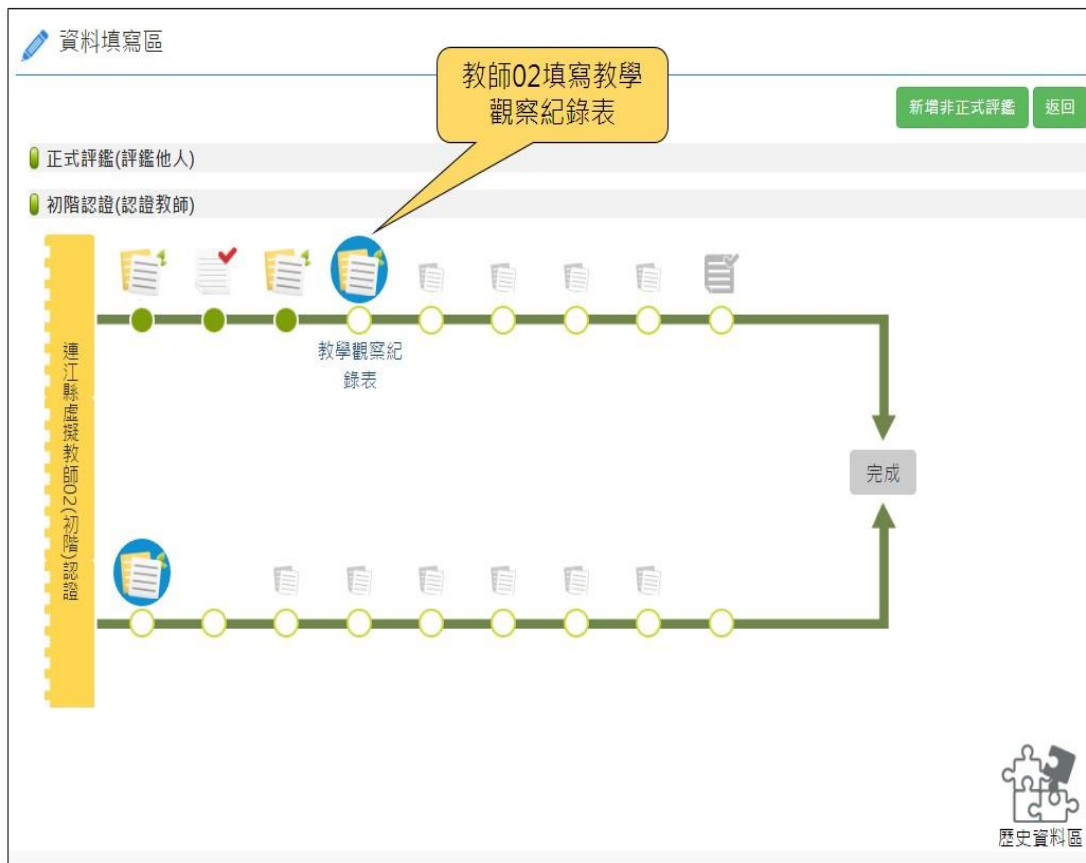 資料填寫區
教師02填寫教學
觀察紀錄表
新增非正式評鑑
返回
正式評鑑(評鑑他人)
初階認證(認證教師)
連江縣虛擬教師02(初階)認證
教學觀察紀
錄表
完成
歷史資料區